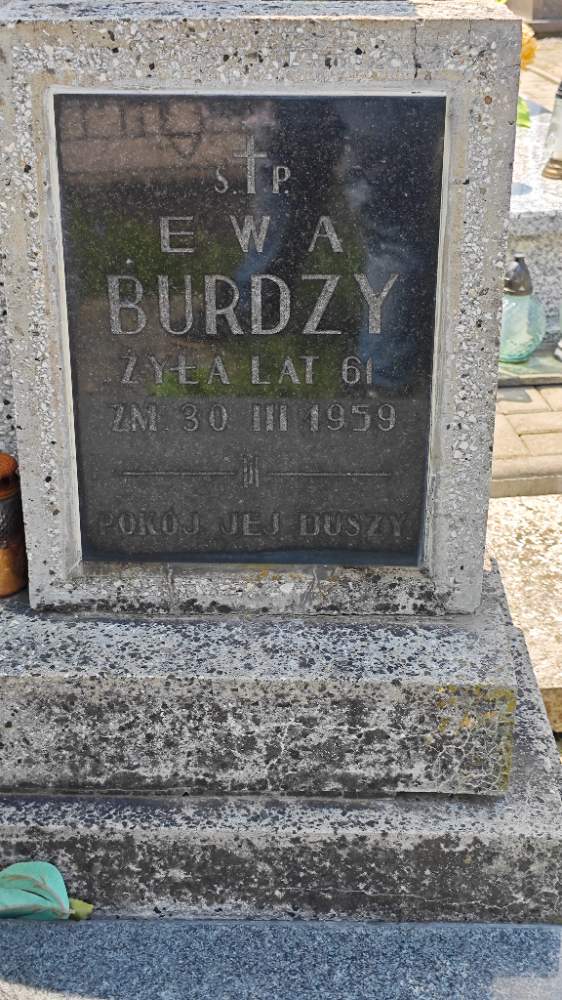 Ś. P.
EWA
BURDZY
ŻYŁA LAT 61
ZM. 30 III 1959
POKÓJ JEJ DUSZY